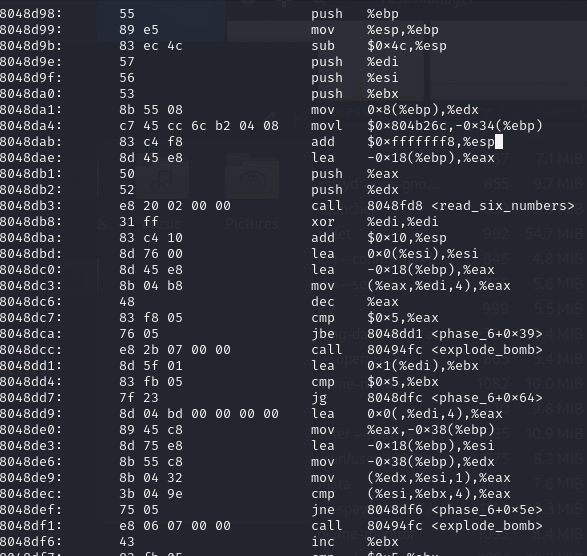 8048d98: 55 push %ebp
8048d99: 89 e5 mov %esp,%ebp
8048d9b: 83 ec 4c sub $0x4c,%esp
8048d9e: 57 push %edi
8048d9f: 56 push %esi
8048da0: 53 push %ebx
8048da1: 8b 55 08 mov 0x8(%ebp),%edx
8048da4: c7 45 cc 6c b2 04 08 movl $0x804b26c,-0x34(%ebp)
8048dab: 83 c4 f8 add $0xfffffff8,%esp
8048dae: 8d 45 e8 lea -0x18(%ebp),%eax
8048db1: 50 push %eax
8048db2: 52 push %edx
8048db3: e8 20 02 00 00 call 8048fd8 <read_six_numbers>
8048db8: 31 ff xor %edi,%edi
8048dba: 83 c4 10 add $0x10,%esp
8048dbd: 8d 76 00 lea 0x0(%esi),%esi
8048dc0: 8d 45 e8 lea -0x18(%ebp),%eax
8048dc3: 8b 04 b8 mov (%eax,%edi,4),%eax
8048dc6: 48 dec %eax
8048dc7: 83 f8 05 cmp $0x5,%eax
8048dca: 76 05 jbe 8048dd1 <phase_6+0x39>
8048dcc: e8 2b 07 00 00 call 80494fc <explode_bomb>
8048dd1: 8d 5f 01 lea 0x1(%edi),%ebx
8048dd4: 83 fb 05 cmp $0x5,%ebx
8048dd7: 7f 23 jg 8048dfc <phase_6+0x64>
8048dd9: 8d 04 bd 00 00 00 00 lea 0x0(,%edi,4),%eax
8048de0: 89 45 c8 mov %eax,-0x38(%ebp)
8048de3: 8d 75 e8 lea -0x18(%ebp),%esi
8048de6: 8b 55 c8 mov -0x38(%ebp),%edx
8048de9: 8b 04 32 mov (%edx,%esi,1),%eax
8048dec: 3b 04 9e cmp (%esi,%ebx,4),%eax
8048def: 75 05 jne 8048df6 <phase_6+0x5e>
8048df1: e8 06 07 00 00 call 80494fc <explode_bomb>
8048df6: 43 inc %ebx
8048df7: 83 fb 05 cmp $0x5,%ebx